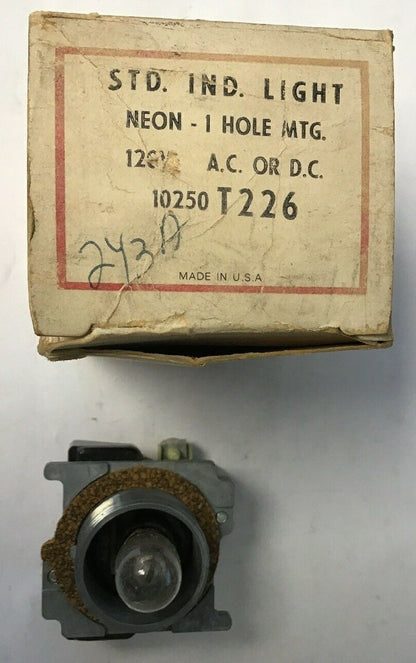 STD. IND. LIGHT
NEON - 1 HOLE MTG.
A.C. OR D.C.
10250 T226
243A
MADE IN U.S.A